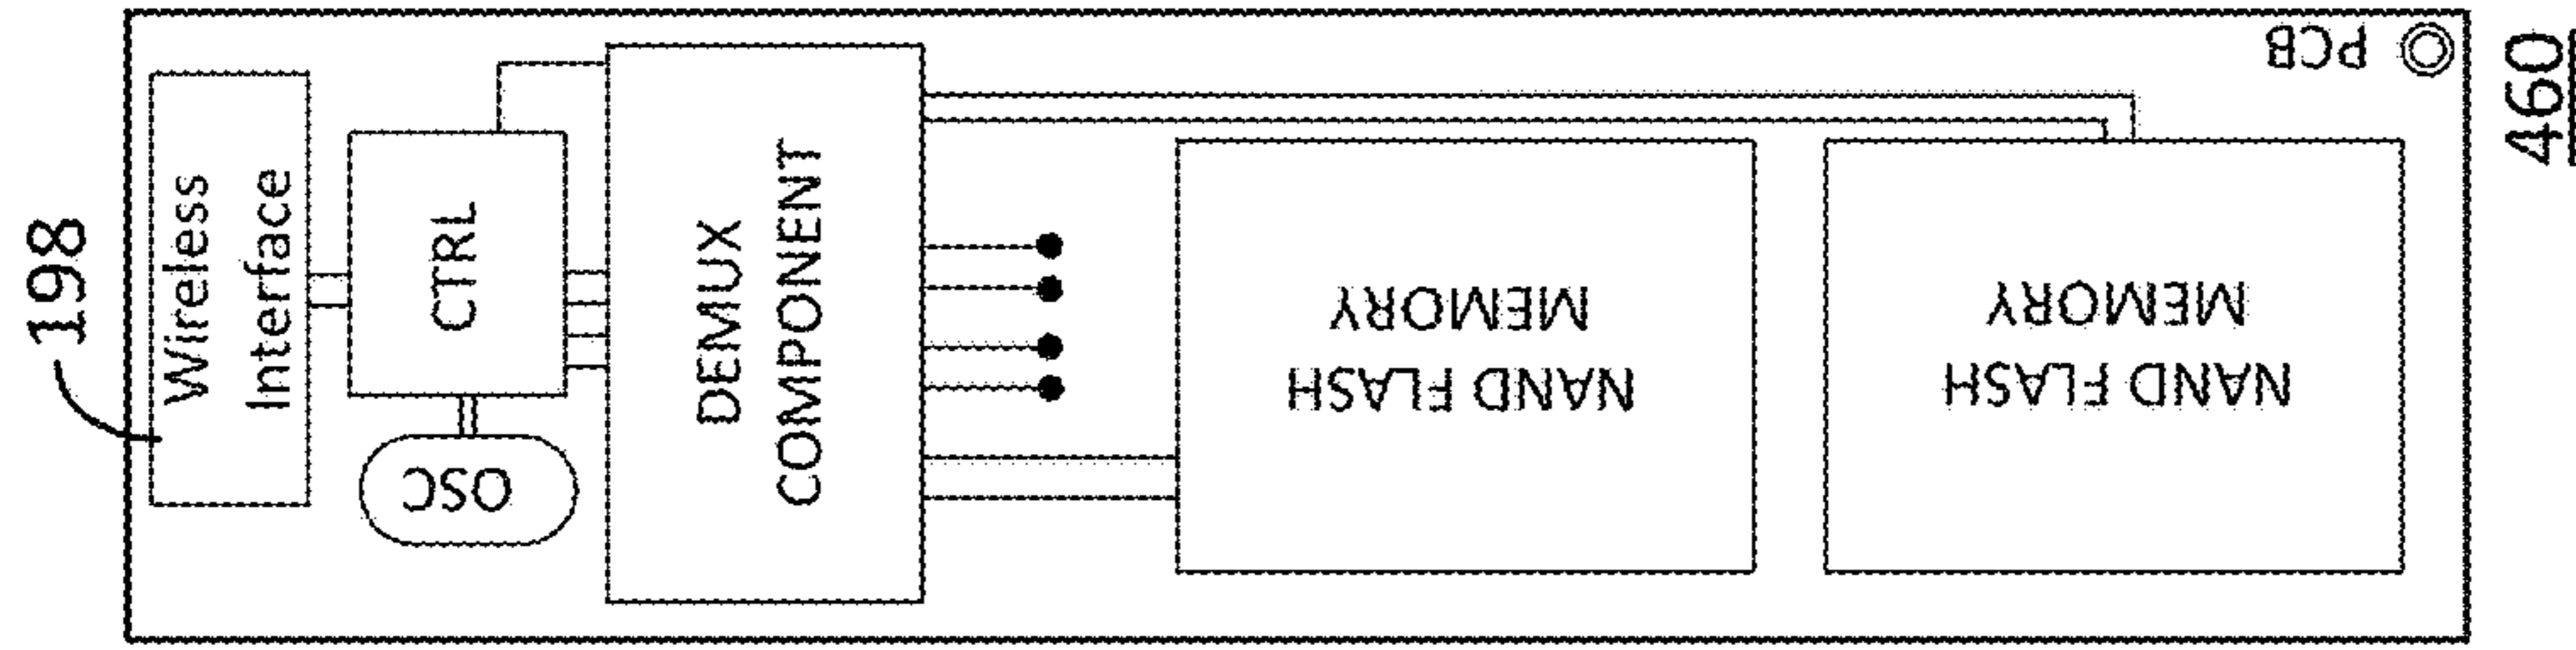 198
Wireless
Interface
CTRL
OSC
DEMUX
COMPONENT
NAND FLASH
MEMORY
NAND FLASH
MEMORY
PCB
460